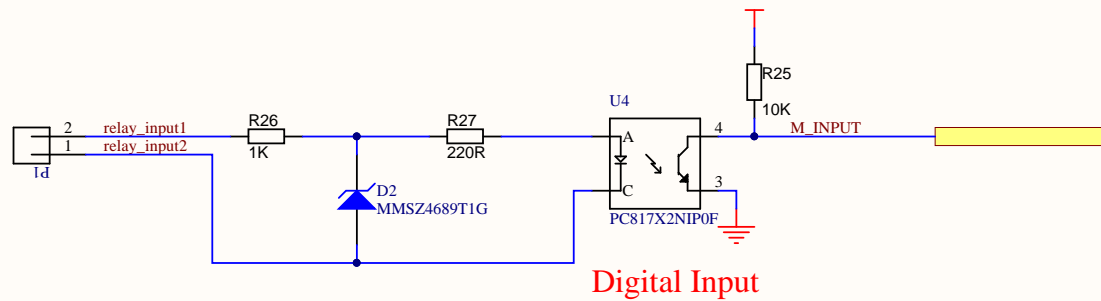 R25
10K
U4
R26
1K
R27
220R
2
relay_input1
1
relay_input2
A
4
M_INPUT
P1
D2
MMSZ4689T1G
C
3
PC817X2NIP0F
Digital Input